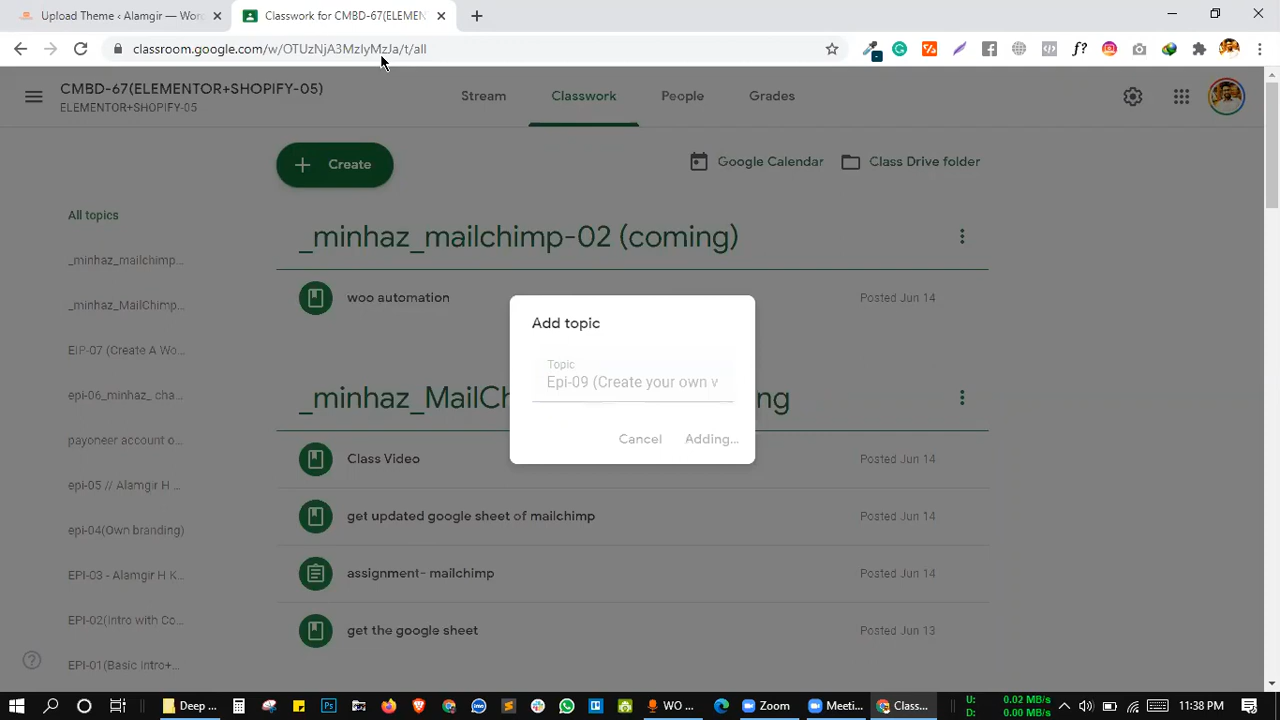 Upload Theme ‹ Alamgir — Wor
Classwork for CMBD-67(ELEMEN
classroom.google.com/w/OTUzNjA3MzIyMzJa/t/all
CMBD-67(ELEMENTOR+SHOPIFY-05)
ELEMENTOR+SHOPIFY-05
Stream
Classwork
People
Grades
Create
Google Calendar
Class Drive folder
All topics
_minhaz_mailchimp...
_minhaz_MailChimp...
EIP-07 (Create A Wo...
epi-06_minhaz_ cha...
payoneer account o...
epi-05 // Alamgir H ...
epi-04(Own branding)
EPI-03 - Alamgir H K...
EPI-02(Intro with Co...
EPI-01(Basic intro+...
_minhaz_mailchimp-02 (coming)
woo automation
Posted Jun 14
_minhaz_MailCh
ng
Class Video
Posted Jun 14
get updated google sheet of mailchimp
Posted Jun 14
assignment- mailchimp
Posted Jun 14
get the google sheet
Posted Jun 13
Add topic
Topic
Epi-09 (Create your own v
Cancel
Adding...
Deep ...
WO ...
Zoom
Meeti...
Class...
U: 0.02 MB/s
D: 0.00 MB/s
11:38 PM